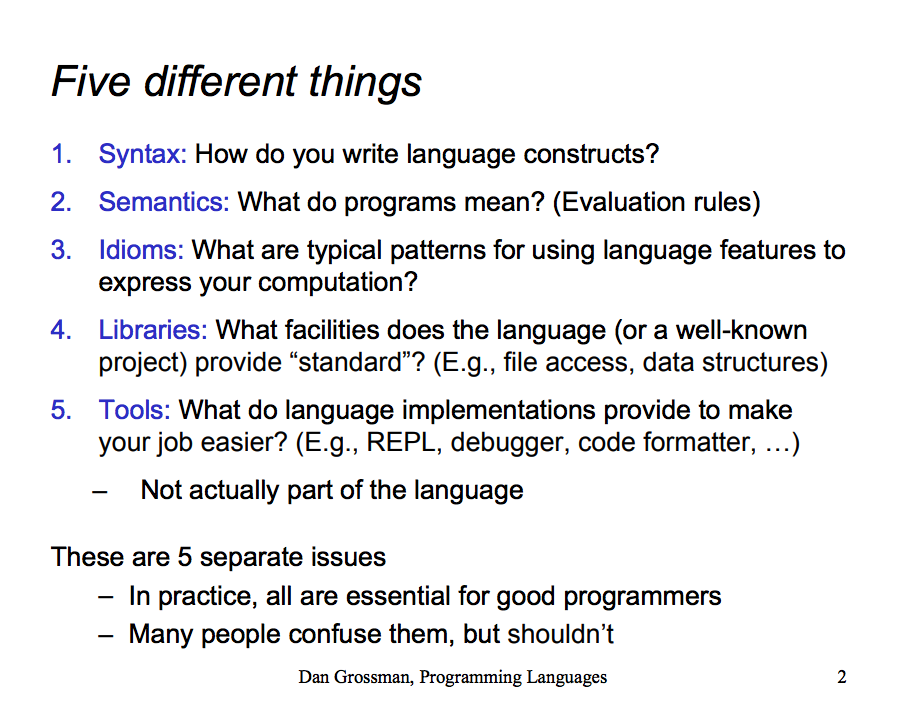 Five different things
1. Syntax: How do you write language constructs?
2. Semantics: What do programs mean? (Evaluation rules)
3. Idioms: What are typical patterns for using language features to
express your computation?
4. Libraries: What facilities does the language (or a well-known
project) provide “standard”? (E.g., file access, data structures)
5. Tools: What do language implementations provide to make
your job easier? (E.g., REPL, debugger, code formatter, …)
– Not actually part of the language
These are 5 separate issues
– In practice, all are essential for good programmers
– Many people confuse them, but shouldn’t
Dan Grossman, Programming Languages 2